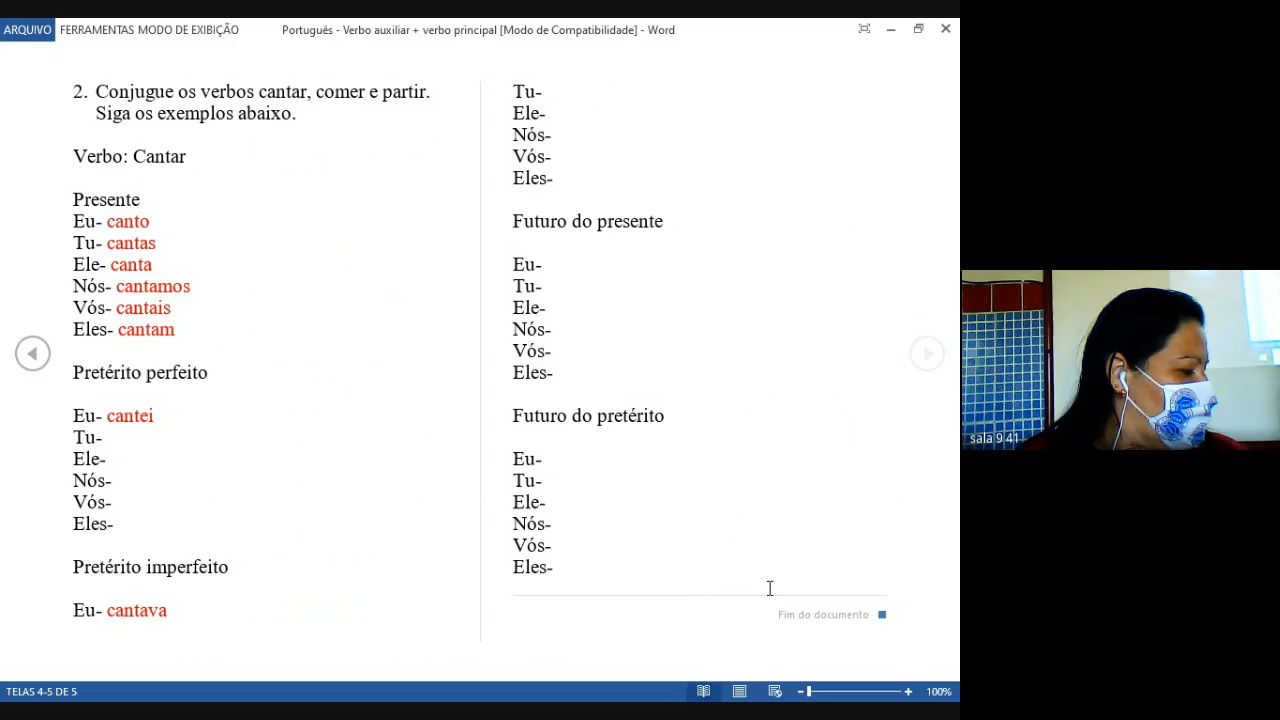 ARQUIVO FERRAMENTAS MODO DE EXIBIÇÃO Português - Verbo auxiliar + verbo principal [Modo de Compatibilidade] - Word
2. Conjugue os verbos cantar, comer e partir.
Siga os exemplos abaixo.
Verbo: Cantar
Presente
Eu- canto
Tu- cantas
Ele- canta
Nós- cantamos
Vós- cantais
Eles- cantam
Pretérito perfeito
Eu- cantei
Tu-
Ele-
Nós-
Vós-
Eles-
Pretérito imperfeito
Eu- cantava
Tu-
Ele-
Nós-
Vós-
Eles-
Futuro do presente
Eu-
Tu-
Ele-
Nós-
Vós-
Eles-
Futuro do pretérito
Eu-
Tu-
Ele-
Nós-
Vós-
Eles-
Fim do documento
sala 9 41
TELAS 4-5 DE 5
100%